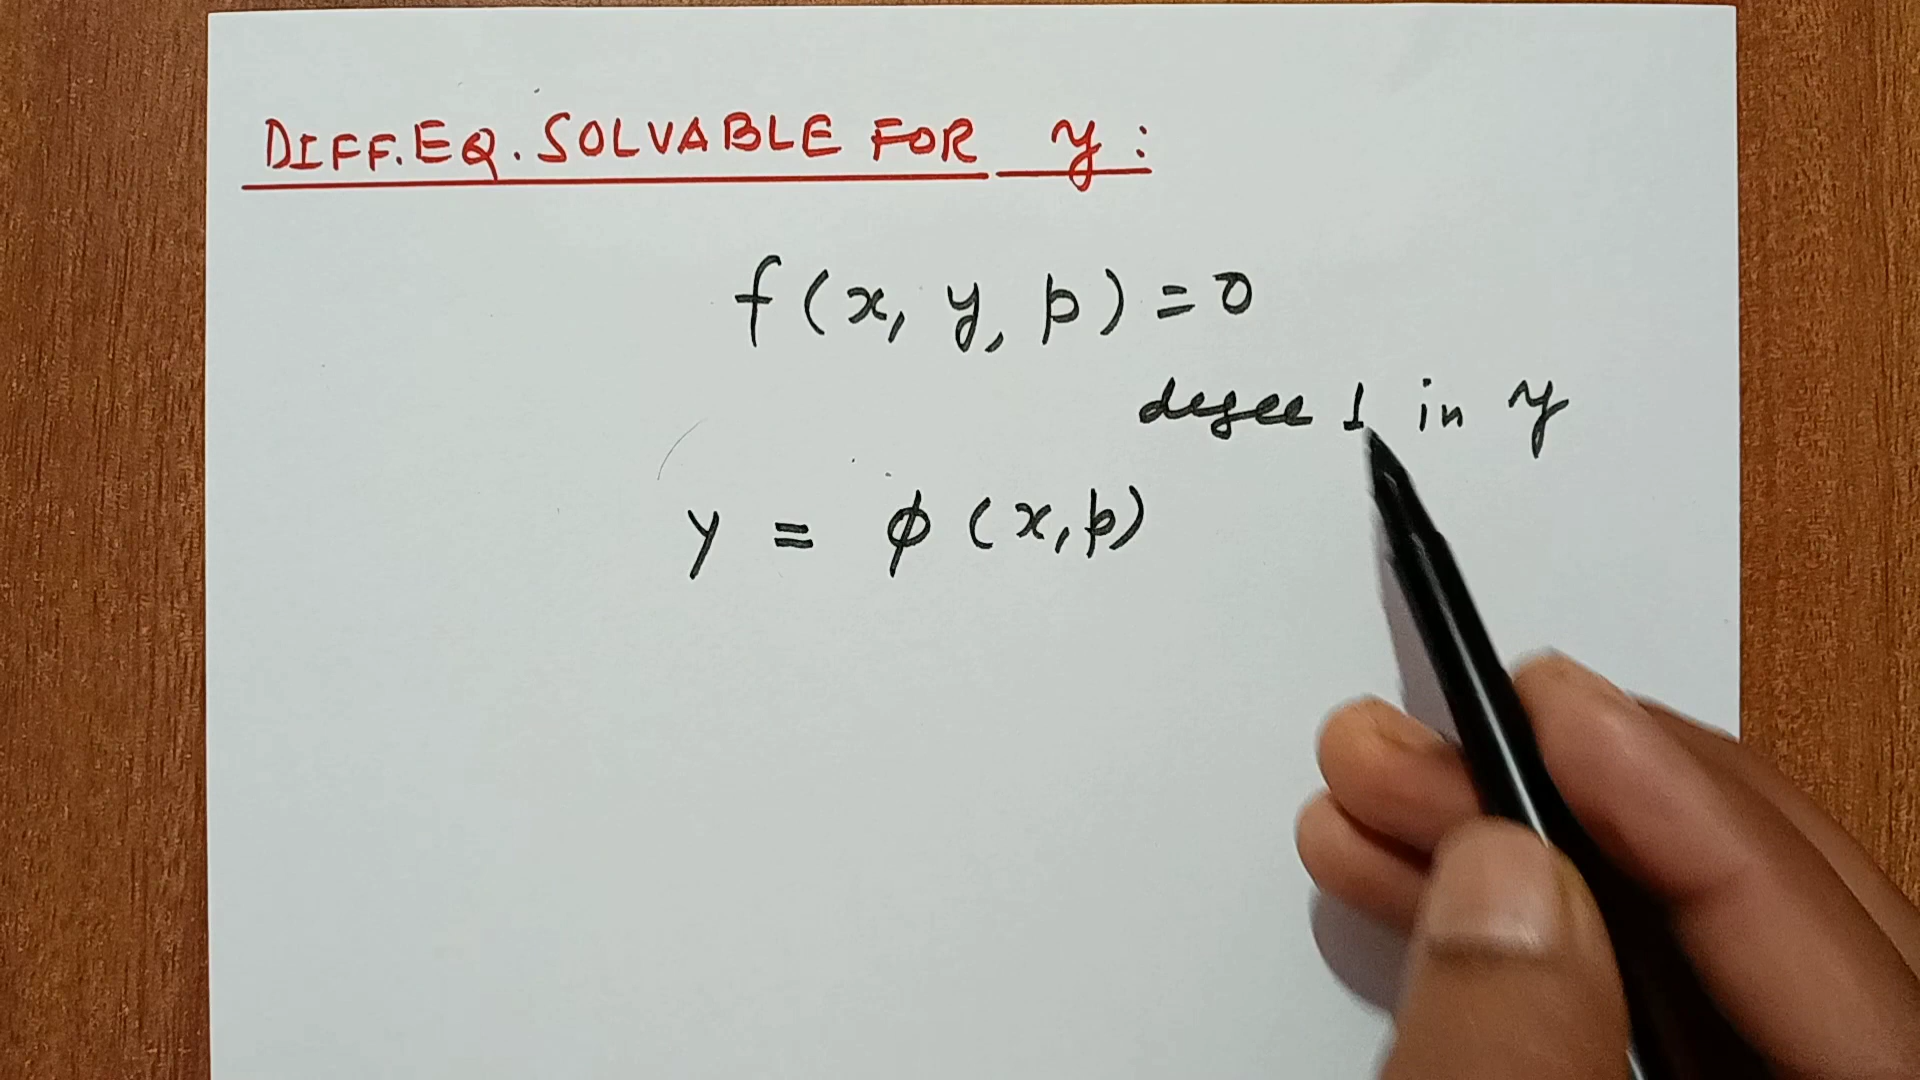 DIFF. EQ. SOLVABLE FOR y:
f(x, y, p) = 0
degree 1 in y
y = φ(x, p)